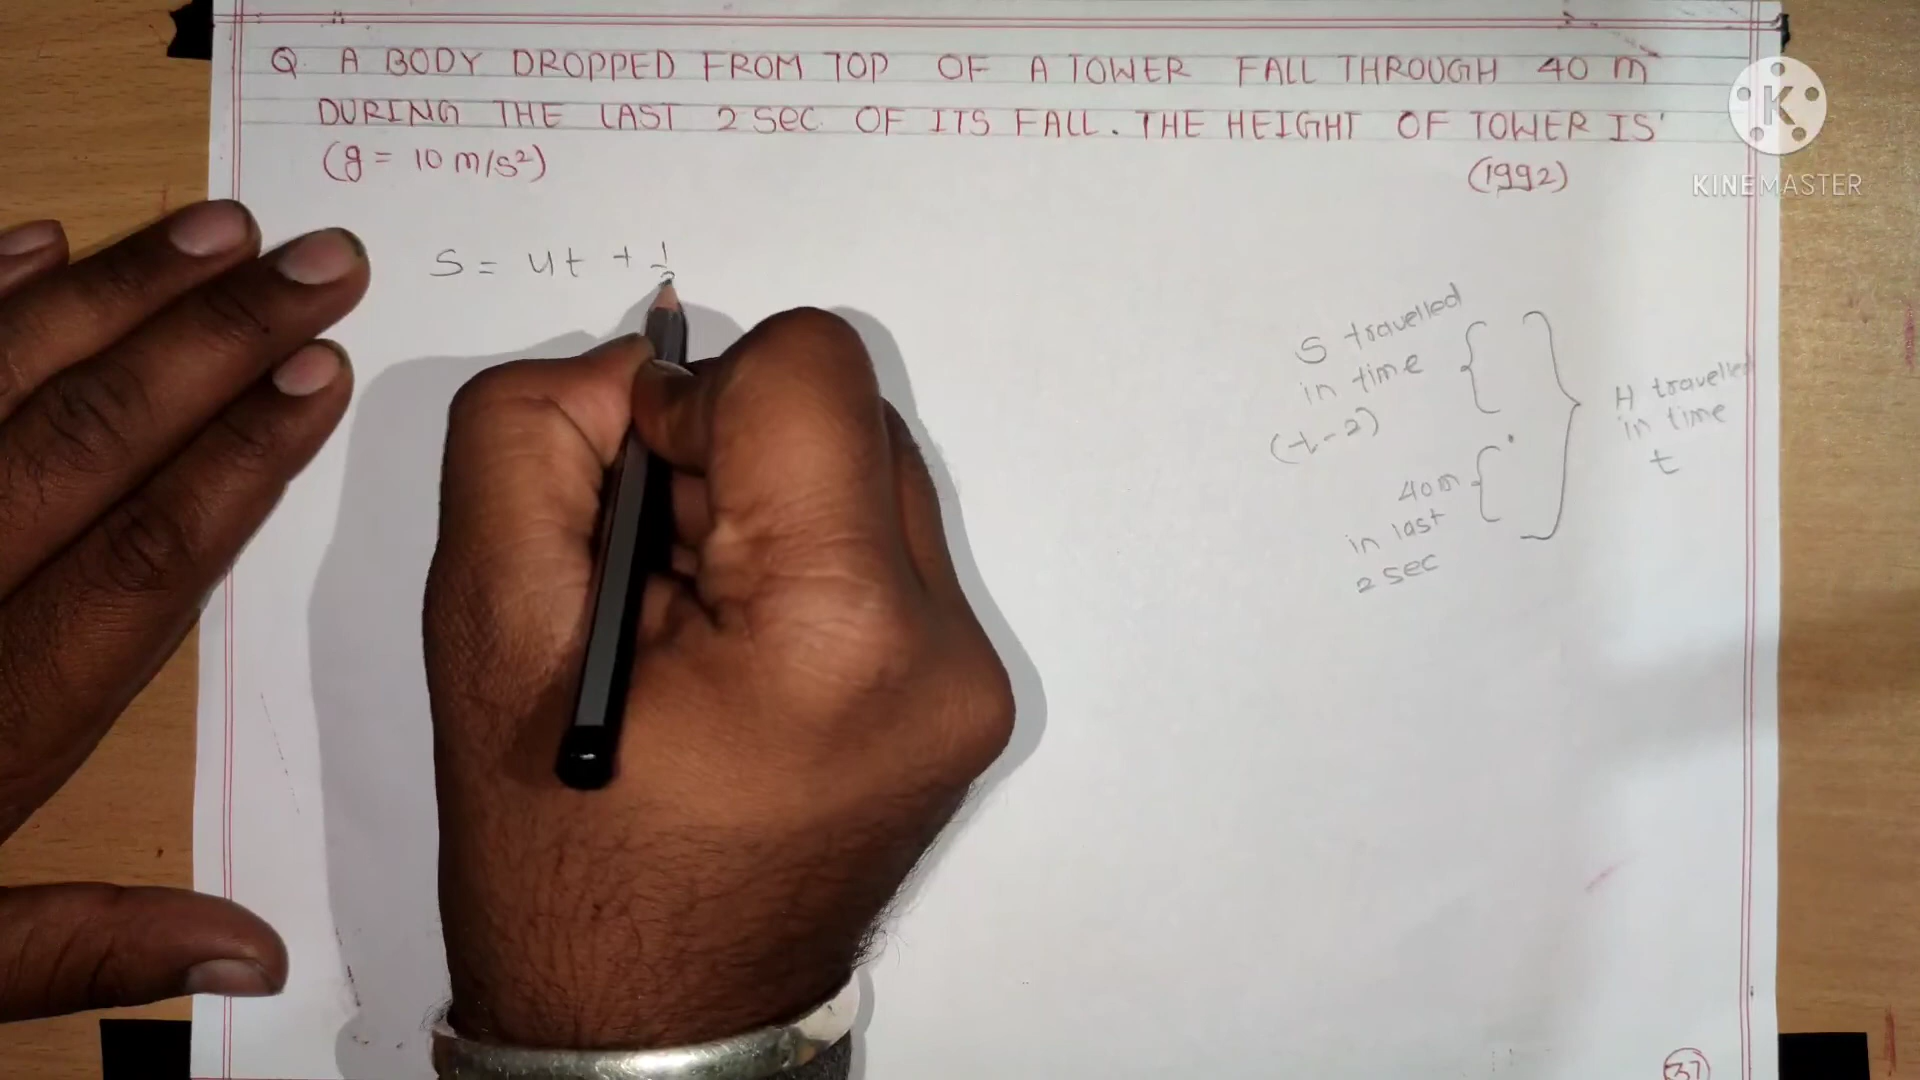 Q. A BODY DROPPED FROM TOP OF A TOWER FALL THROUGH 40 m
DURING THE LAST 2 Sec. OF ITS FALL. THE HEIGHT OF TOWER IS
(g = 10 m/s²)
(1992)
KINEMASTER
S = ut + 1/2
S travelled
in time
(t-2)
40m
in last
2 sec
H travelled
in time
t
37